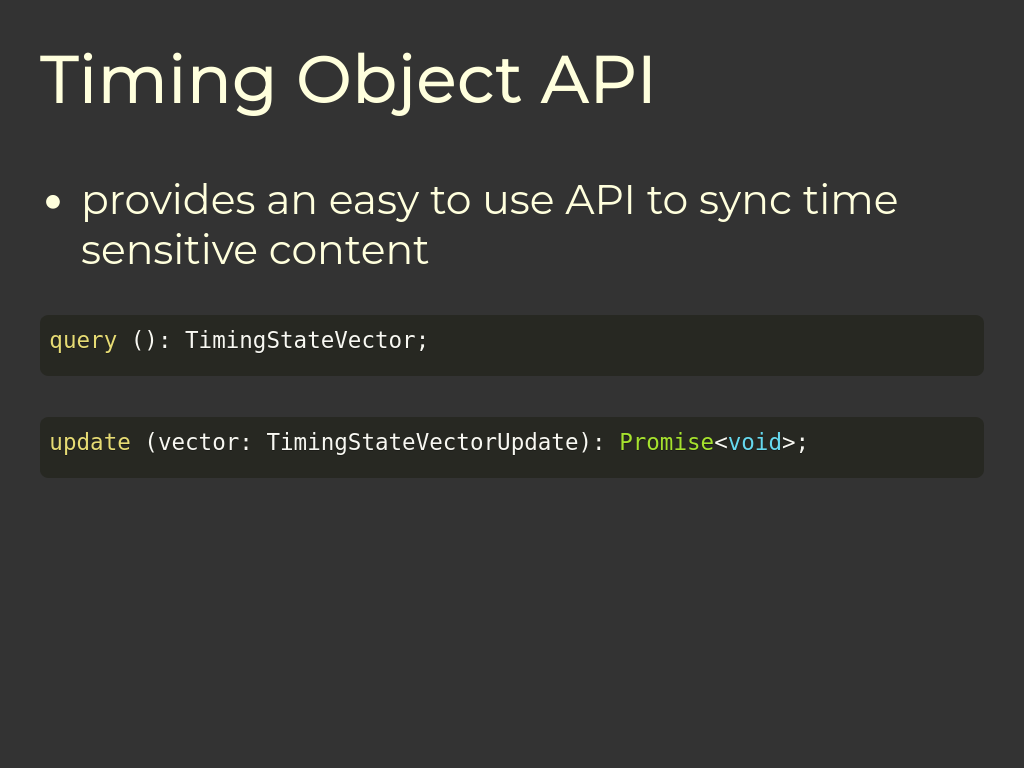 Timing Object API
• provides an easy to use API to sync time
sensitive content
query (): TimingStateVector;
update (vector: TimingStateVectorUpdate): Promise<void>;